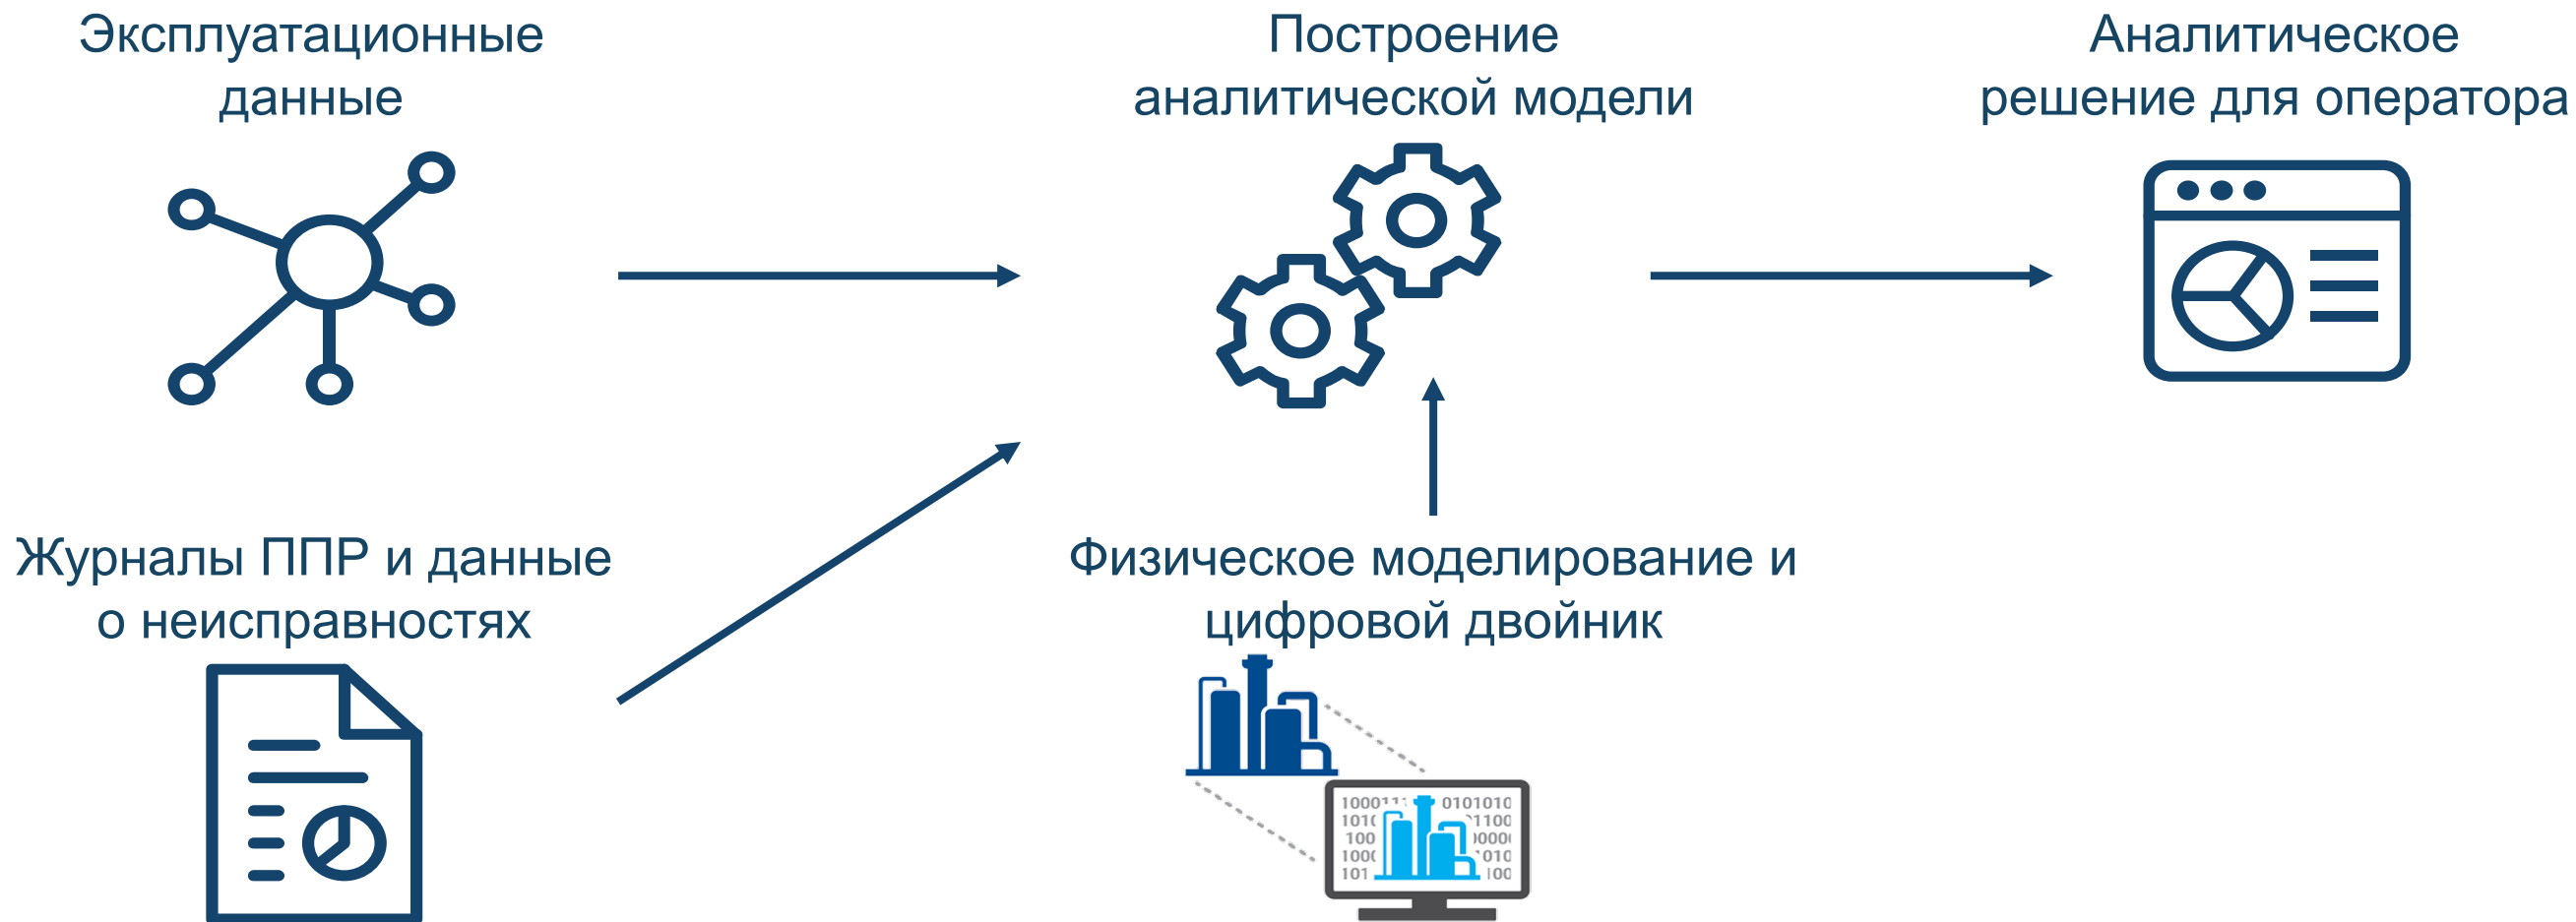 Эксплуатационные
данные
Построение
аналитической модели
Аналитическое
решение для оператора
Журналы ППР и данные
о неисправностях
Физическое моделирование и
цифровой двойник